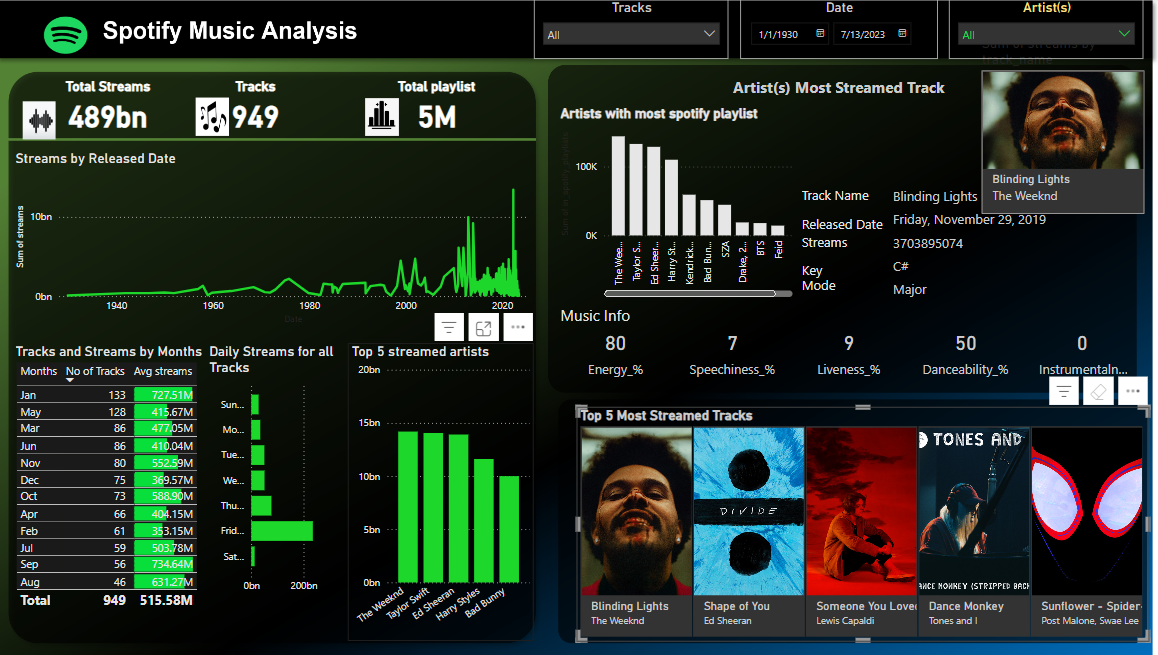 Spotify Music Analysis
Tracks
All
Date
1/1/1930
7/13/2023
Artist(s)
All
Sum of streams by
track_name
Total Streams
489bn
Tracks
949
Total playlist
5M
Streams by Released Date
Sum of streams
10bn
0bn
1940
1960
1980
2000
2020
Date
Artist(s) Most Streamed Track
Artists with most spotify playlist
100K
0K
The Wee...
Taylor S...
Ed Sheer...
Harry St...
Kendrick...
Bad Bun...
SZA
Drake, 2...
BTS
Feid
Track Name
Blinding Lights
Released Date
Friday, November 29, 2019
Streams
3703895074
Key
C#
Mode
Major
Blinding Lights
The Weeknd
Music Info
80
Energy_%
7
Speechiness_%
9
Liveness_%
50
Danceability_%
0
Instrumentaln...
Tracks and Streams by Months
Months No of Tracks Avg streams
Jan 133 727.51M
May 128 415.67M
Mar 86 477.05M
Jun 86 410.04M
Nov 80 552.59M
Dec 75 369.57M
Oct 73 588.90M
Apr 66 404.15M
Feb 61 353.15M
Jul 59 503.78M
Sep 56 734.64M
Aug 46 631.27M
Total 949 515.58M
Daily Streams for all
Tracks
Sun...
Mo...
Tue...
We...
Thu...
Frid...
Sat...
0bn
200bn
Top 5 streamed artists
20bn
15bn
10bn
5bn
0bn
The Weeknd
Taylor Swift
Ed Sheeran
Harry Styles
Bad Bunny
Top 5 Most Streamed Tracks
DIVIDE
TONES AND
ANCE MONKEY (STRIPPED BACK
Blinding Lights
The Weeknd
Shape of You
Ed Sheeran
Someone You Love
Lewis Capaldi
Dance Monkey
Tones and I
Sunflower - Spider-
Post Malone, Swae Lee